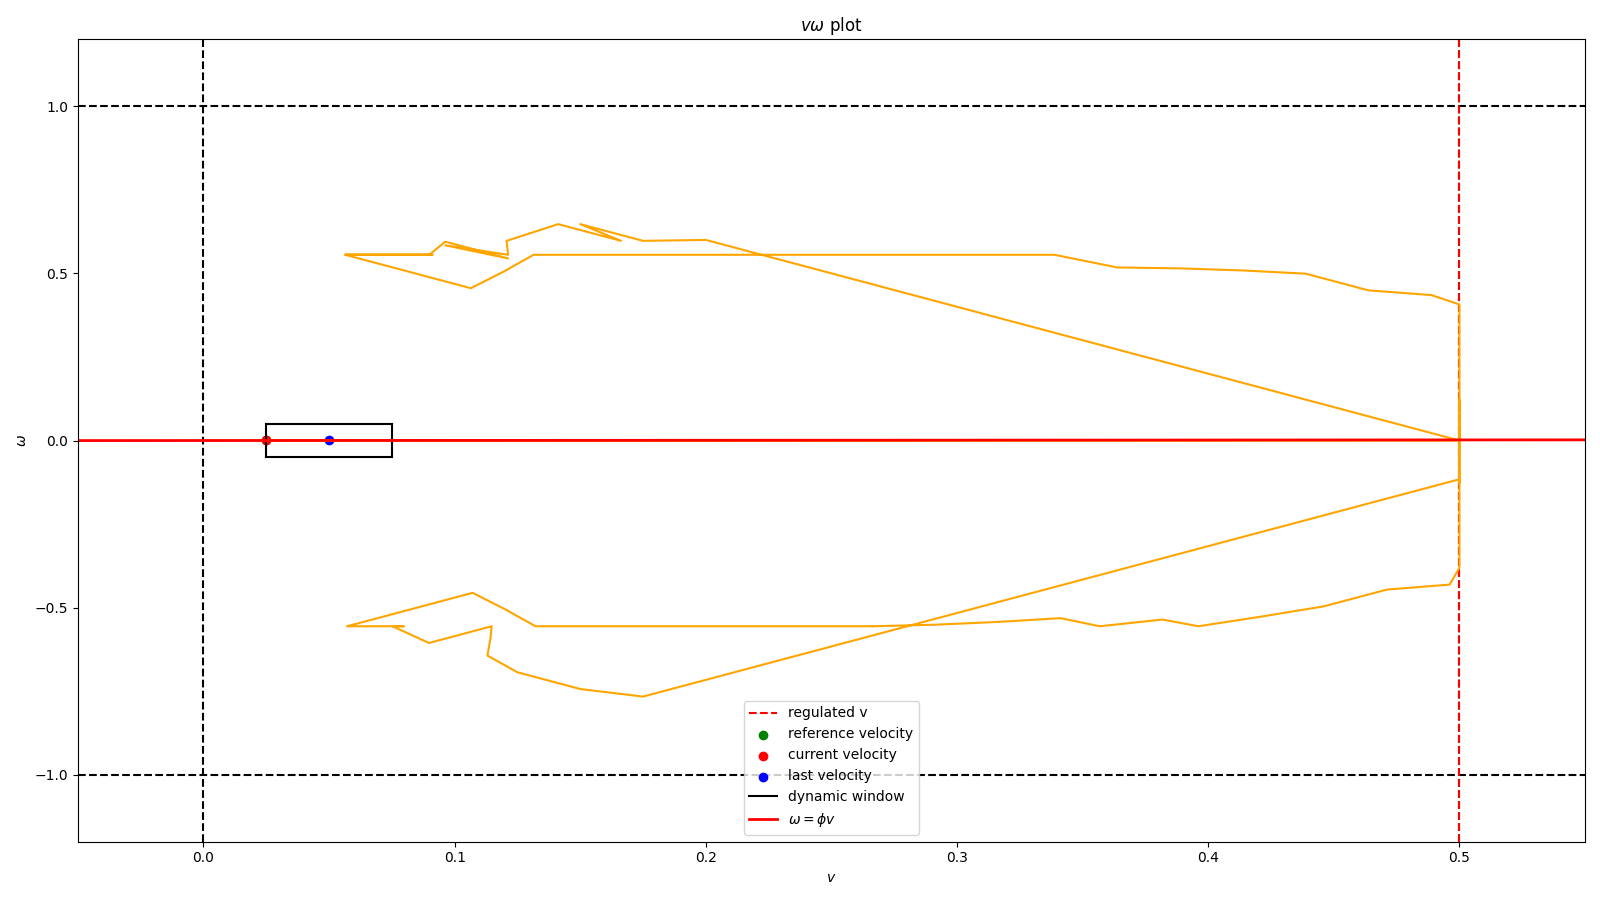 vω plot
ω
1.0
0.5
0.0
−0.5
−1.0
regulated v
reference velocity
current velocity
last velocity
dynamic window
ω = ϕv
0.0 0.1 0.2 0.3 0.4 0.5
v